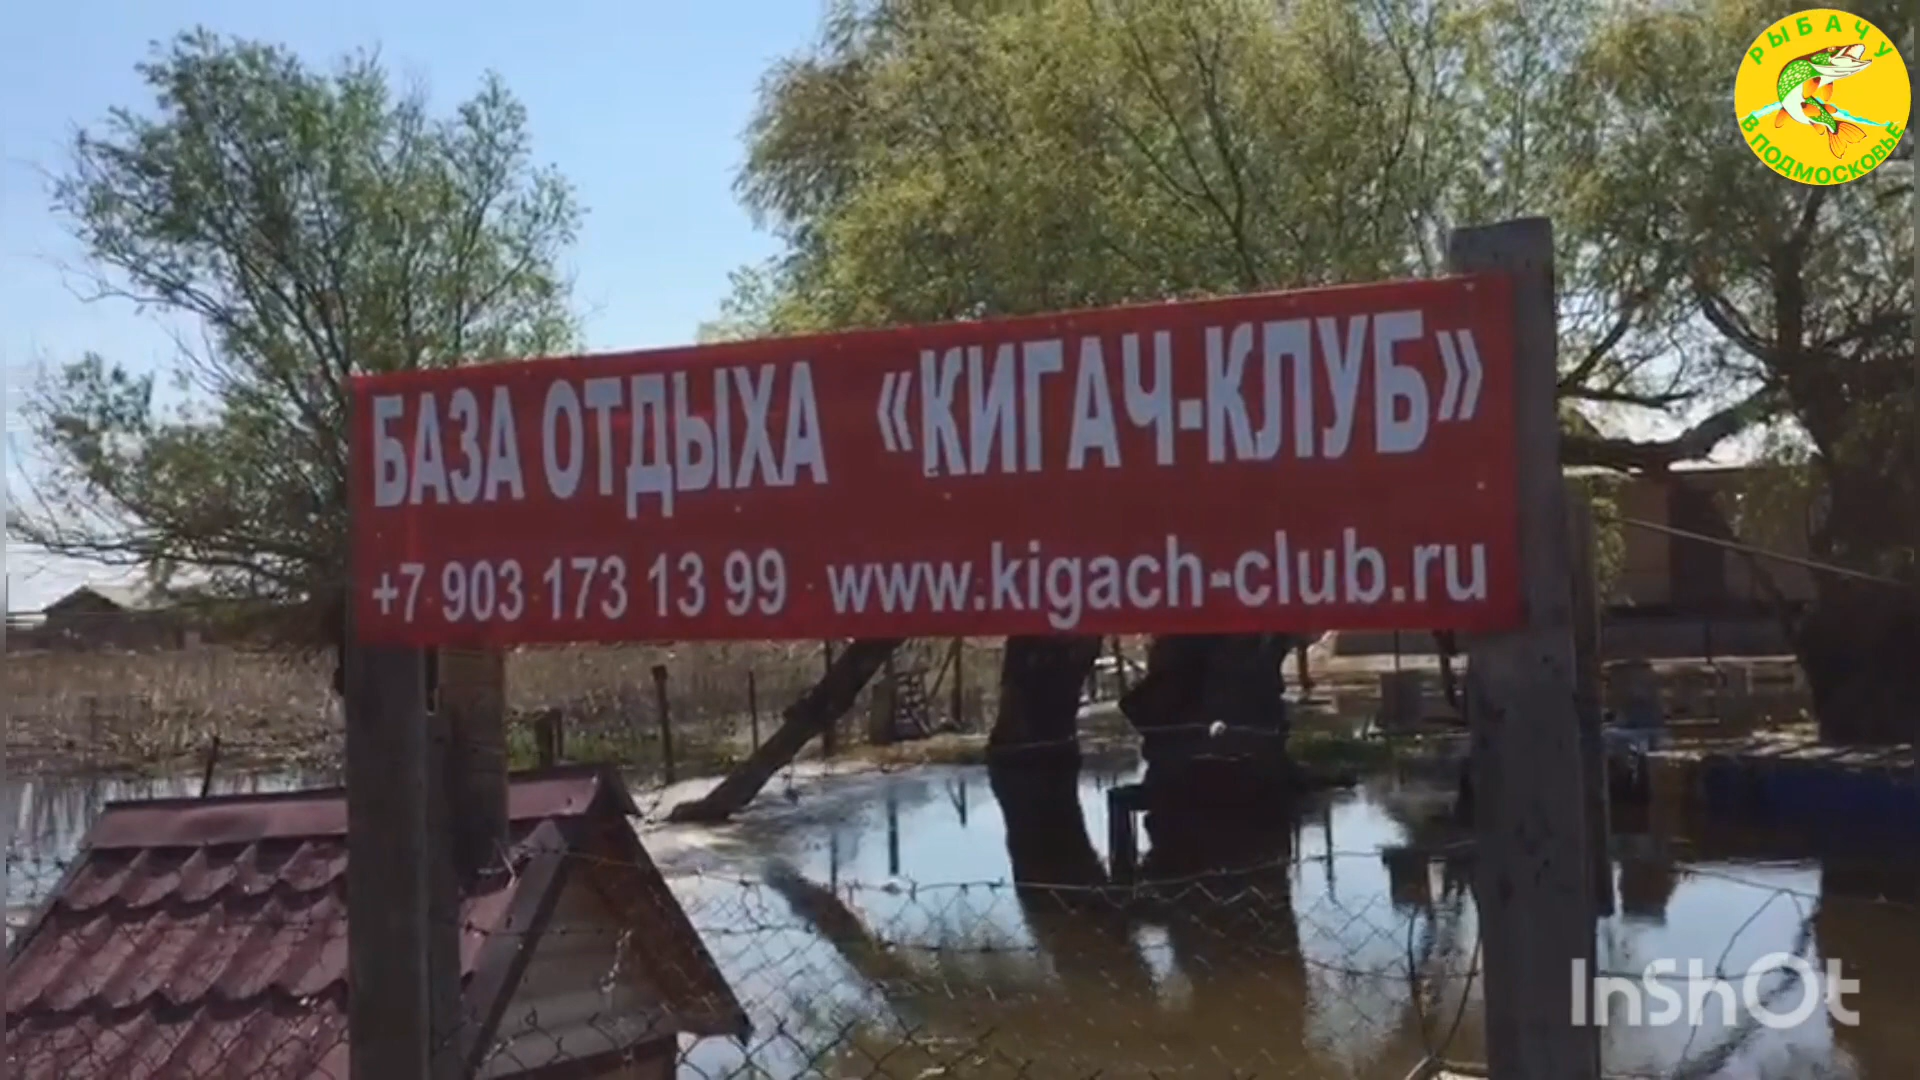 РЫБАЧУ
В ПОДМОСКОВЬЕ
БАЗА ОТДЫХА «КИГАЧ-КЛУБ»
+7 903 173 13 99 www.kigach-club.ru
InShOt